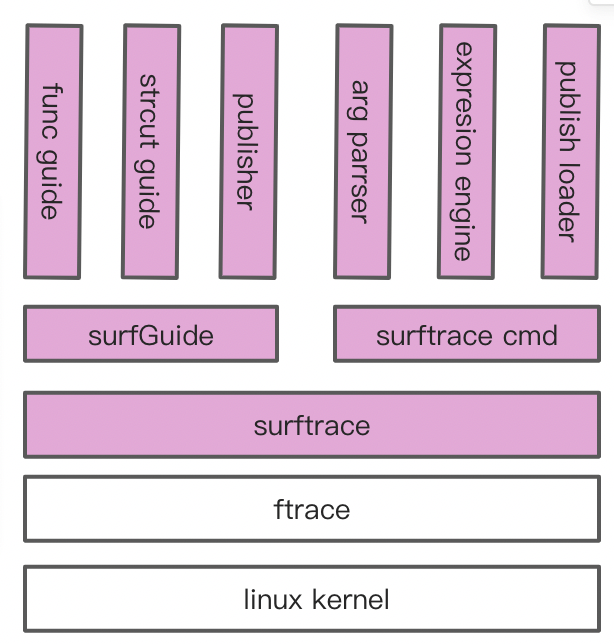 func guide
strcut guide
publisher
arg parrser
expresion engine
publish loader
surfGuide
surftrace cmd
surftrace
ftrace
linux kernel